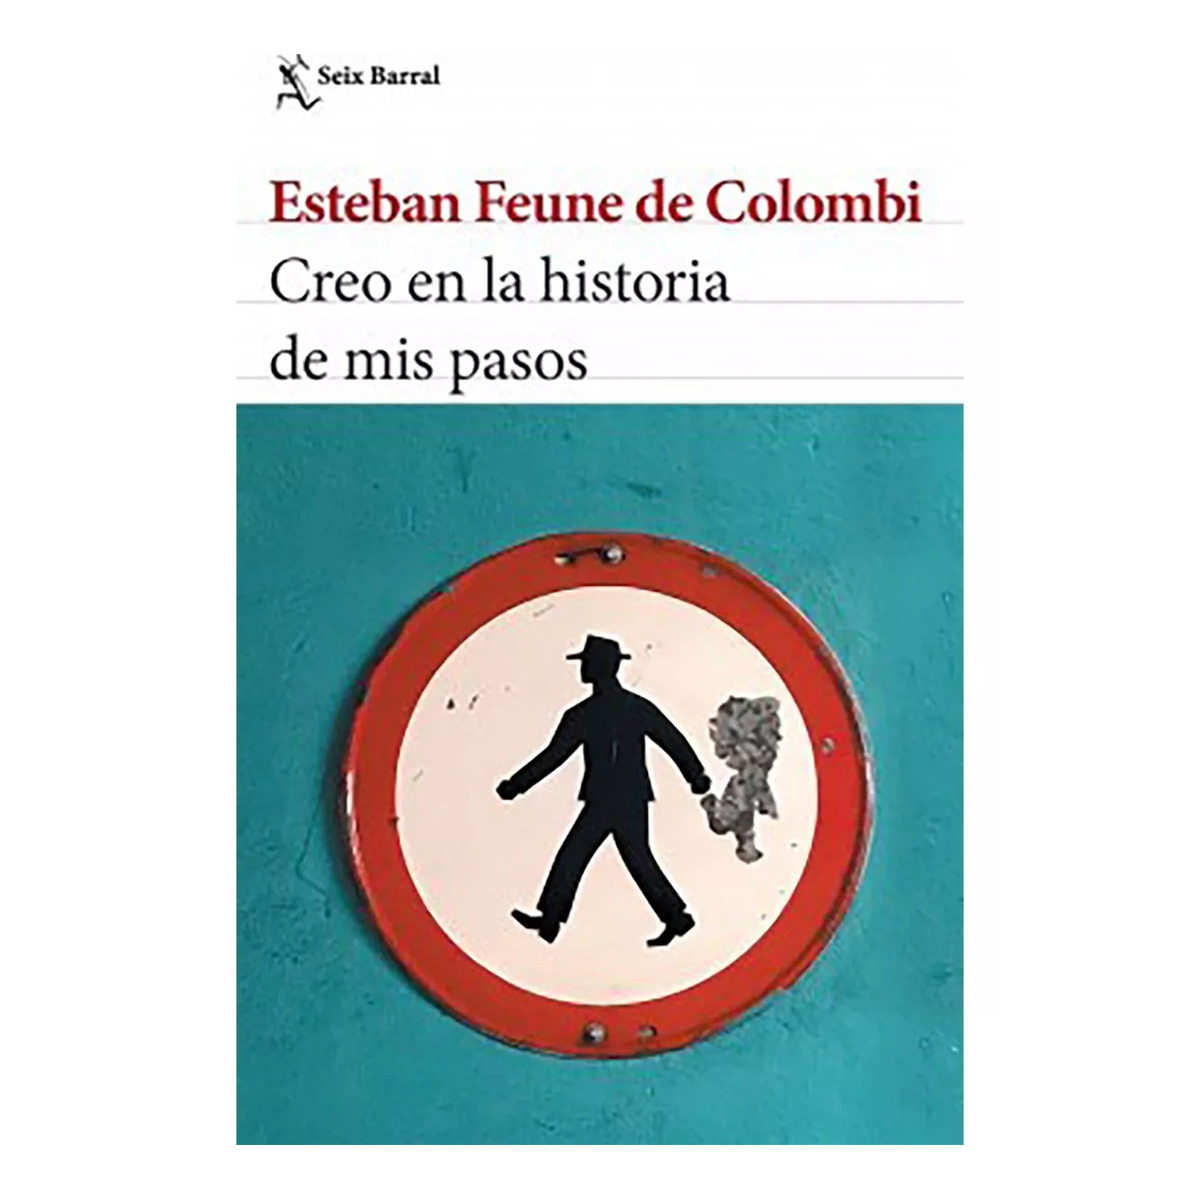 Seix Barral
Esteban Feune de Colombi
Creo en la historia
de mis pasos